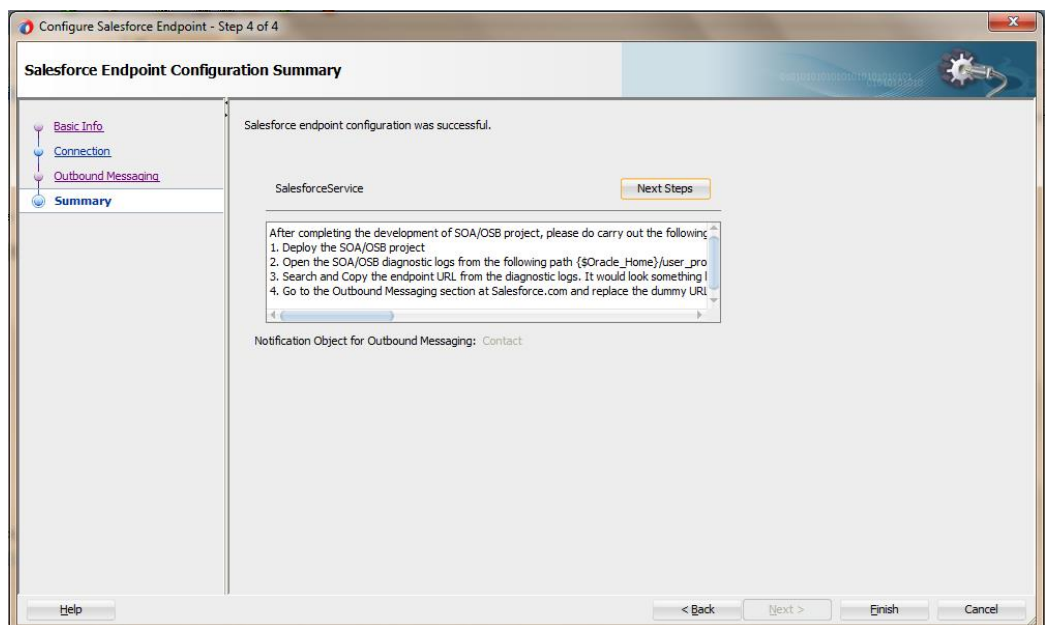 Configure Salesforce Endpoint - Step 4 of 4
Salesforce Endpoint Configuration Summary
Basic Info
Connection
Outbound Messaging
Summary
Salesforce endpoint configuration was successful.
SalesforceService
Next Steps
After completing the development of SOA/OSB project, please do carry out the following
1. Deploy the SOA/OSB project
2. Open the SOA/OSB diagnostic logs from the following path {$Oracle_Home}/user_pro
3. Search and Copy the endpoint URL from the diagnostic logs. It would look something l
4. Go to the Outbound Messaging section at Salesforce.com and replace the dummy URL
Notification Object for Outbound Messaging: Contact
Help
< Back
Next >
Finish
Cancel